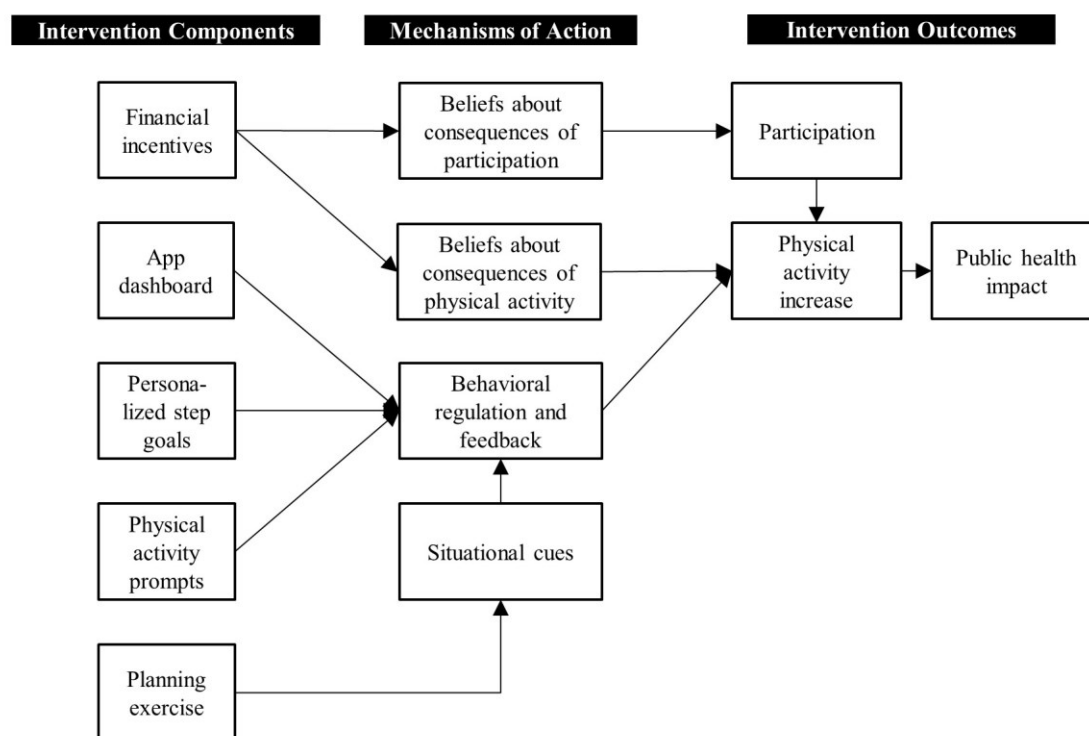 Intervention Components
Mechanisms of Action
Intervention Outcomes
Financial
incentives
Beliefs about
consequences of
participation
Participation
App
dashboard
Beliefs about
consequences of
physical activity
Physical
activity
increase
Public health
impact
Persona-
lized step
goals
Behavioral
regulation and
feedback
Physical
activity
prompts
Situational cues
Planning
exercise